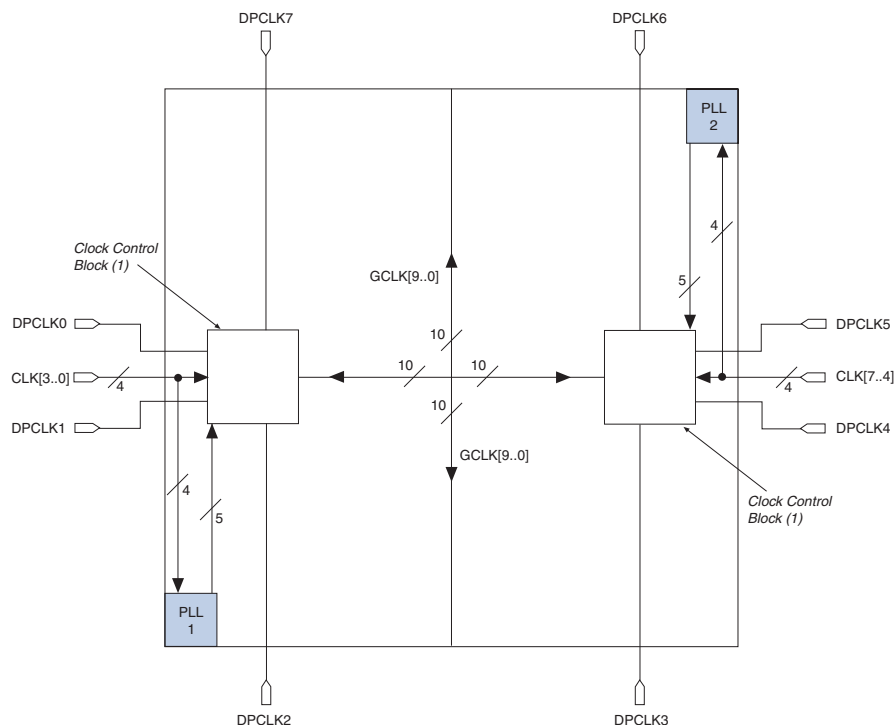 DPCLK7
DPCLK6
PLL
2
4
Clock Control
Block (1)
GCLK[9..0]
5
DPCLK0
10
DPCLK5
CLK[3..0]
4
10
10
4
CLK[7..4]
DPCLK1
10
DPCLK4
GCLK[9..0]
4
5
Clock Control
Block (1)
PLL
1
DPCLK2
DPCLK3